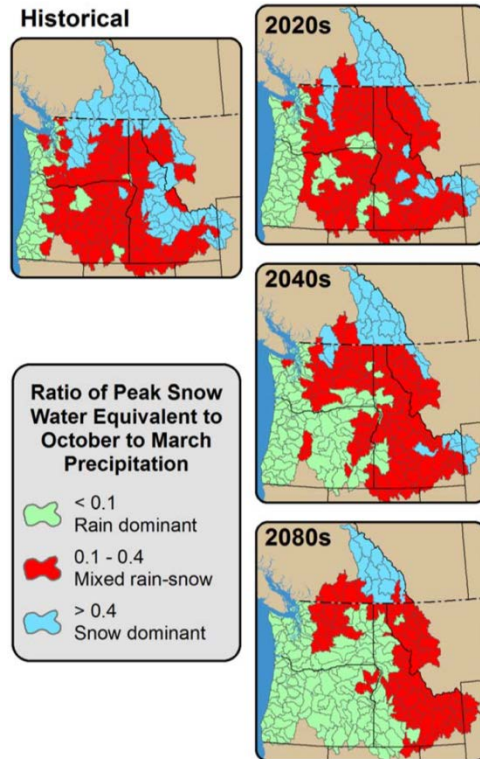 Historical
2020s
2040s
Ratio of Peak Snow
Water Equivalent to
October to March
Precipitation
< 0.1
Rain dominant
0.1 - 0.4
Mixed rain-snow
> 0.4
Snow dominant
2080s